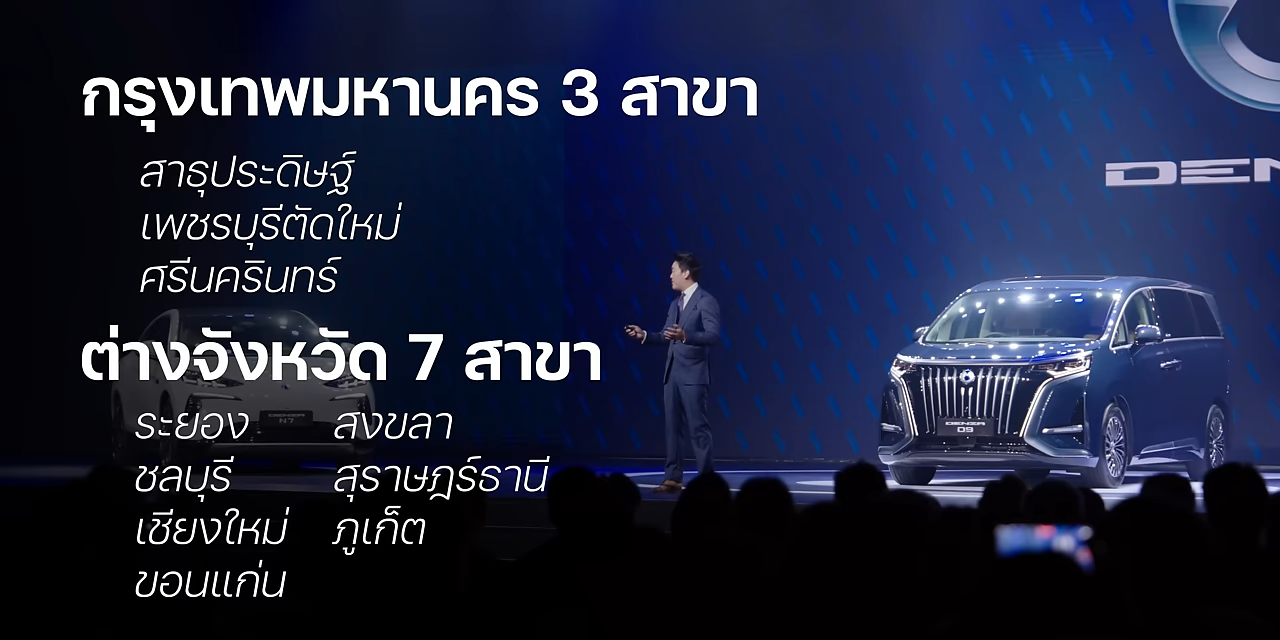 กรุงเทพมหานคร 3 สาขา
สาธุประดิษฐ์
เพชรบุรีตัดใหม่
ศรีนครินทร์
ต่างจังหวัด 7 สาขา
ระยอง
ชลบุรี
เชียงใหม่
ขอนแก่น
สงขลา
สุราษฎร์ธานี
ภูเก็ต
DEN
DENZA
N7
DENZA
D9